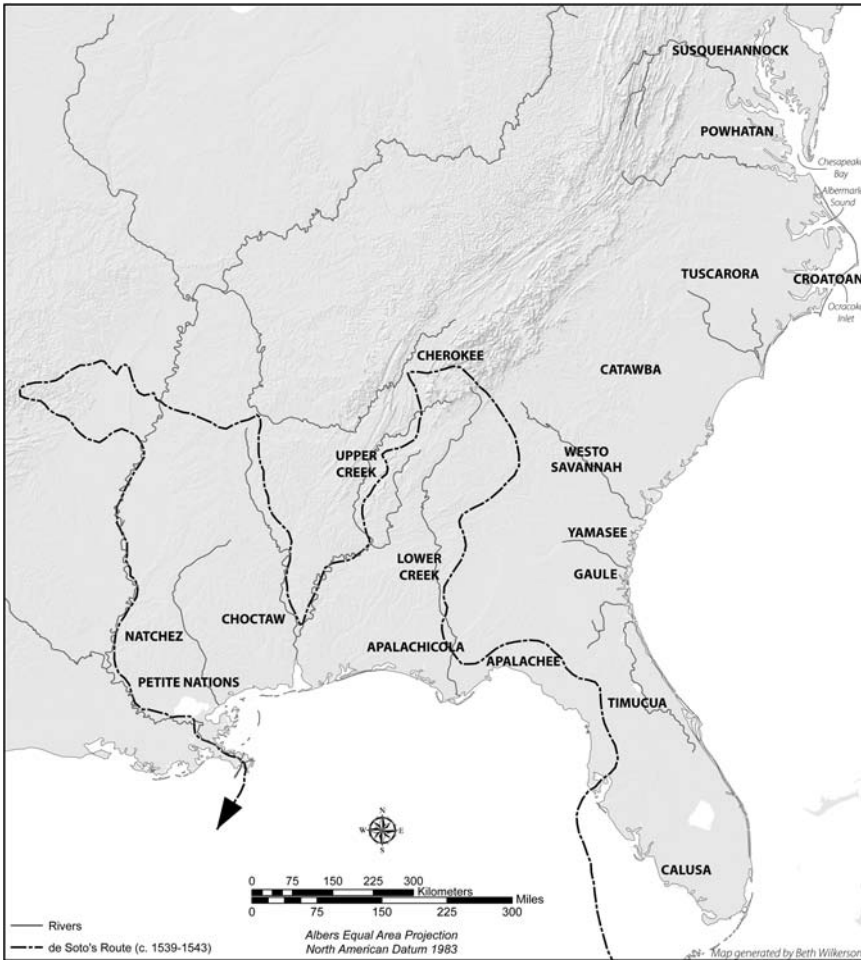 SUSQUEHANNOCK
POWHATAN
Chesapeake
Bay
Albermarle
Sound
TUSCARORA
CROATOAN
Ocracoke
Inlet
CHEROKEE
CATAWBA
UPPER
CREEK
WESTO
SAVANNAH
YAMASEE
LOWER
CREEK
GAULE
CHOCTAW
NATCHEZ
APALACHICOLA
APALACHEE
PETITE NATIONS
TIMUCUA
N
W E
S
CALUSA
0 75 150 225 300
Kilometers
Miles
0 75 150 225 300
Rivers
Albers Equal Area Projection
North American Datum 1983
de Soto's Route (c. 1539-1543)
Map generated by Beth Wilkerson